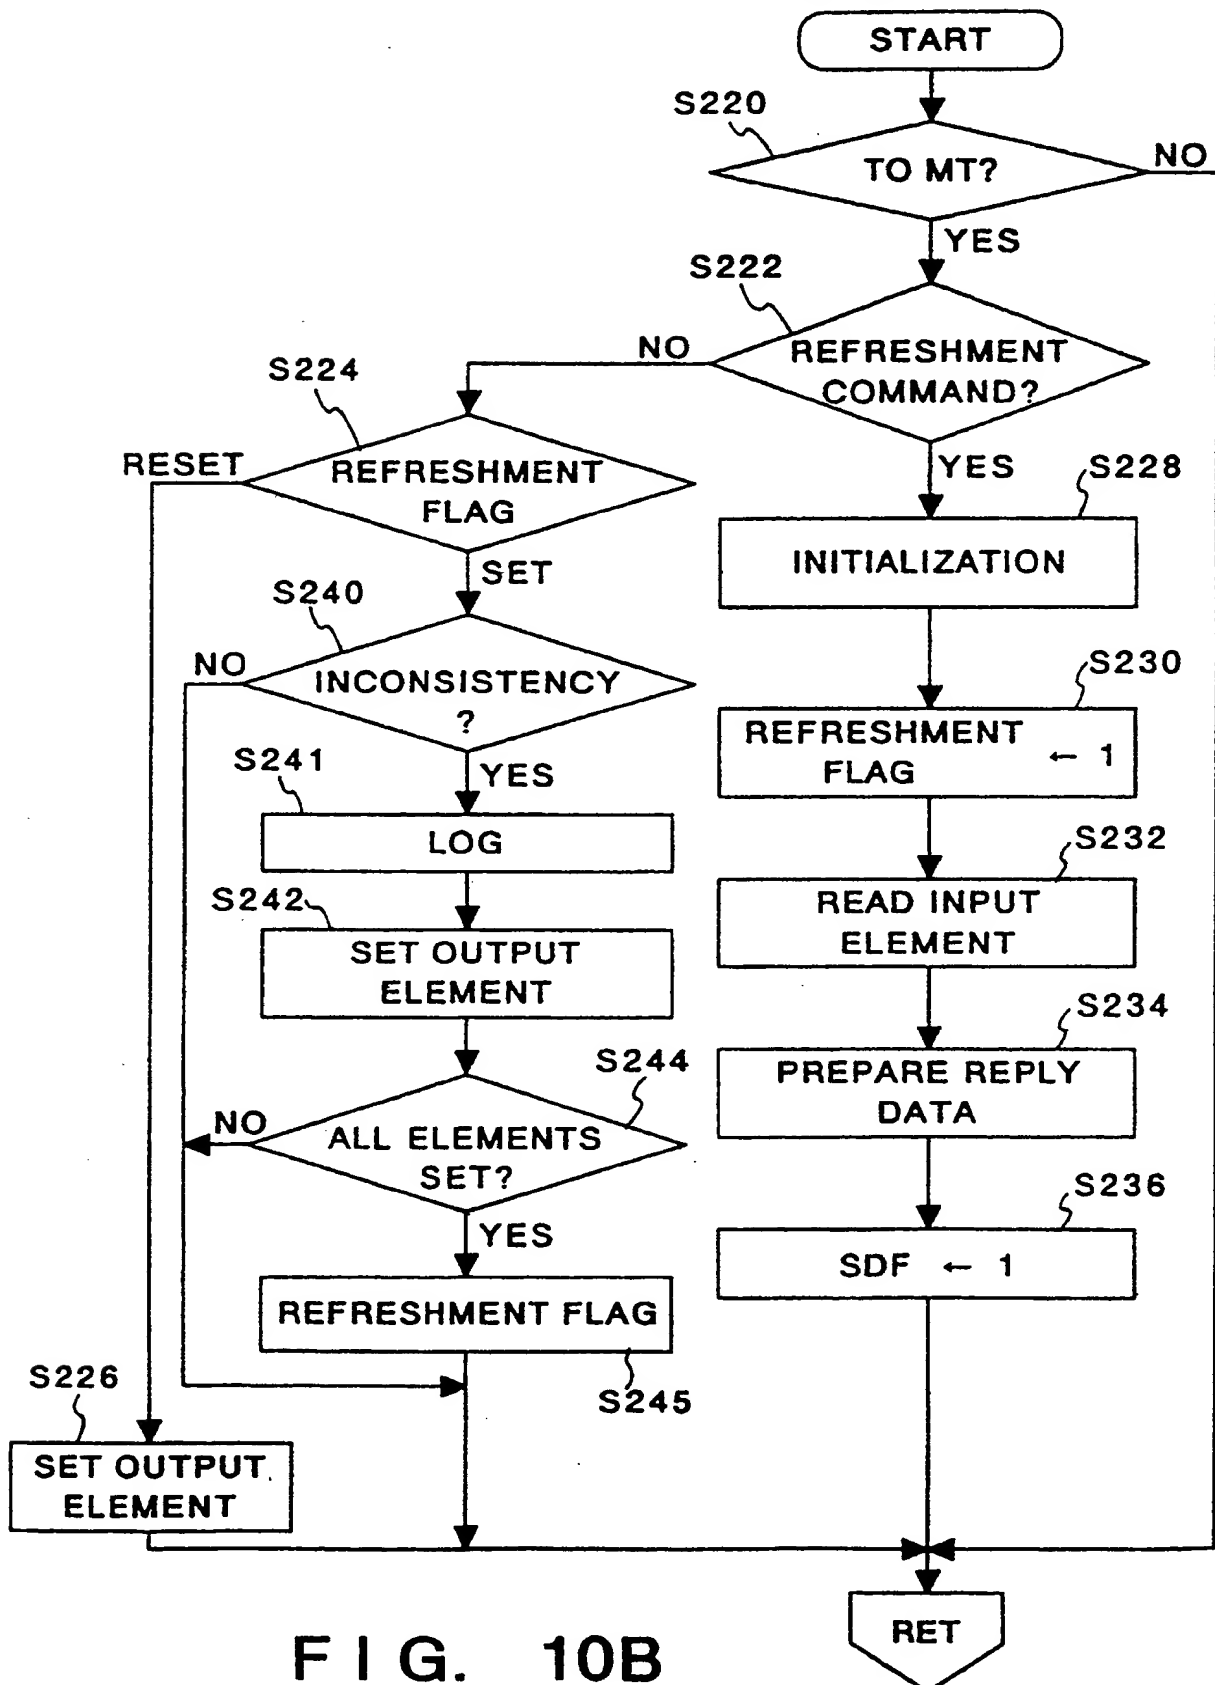 START
S220
TO MT?
NO
YES
S222
REFRESHMENT
COMMAND?
NO
YES
S224
REFRESHMENT
FLAG
RESET
SET
S228
INITIALIZATION
S240
INCONSISTENCY
?
NO
YES
S230
REFRESHMENT
FLAG ← 1
S241
LOG
S232
READ INPUT
ELEMENT
S242
SET OUTPUT
ELEMENT
S234
PREPARE REPLY
DATA
S244
ALL ELEMENTS
SET?
NO
YES
S236
SDF ← 1
REFRESHMENT FLAG
S245
S226
SET OUTPUT
ELEMENT
RET
FIG. 10B